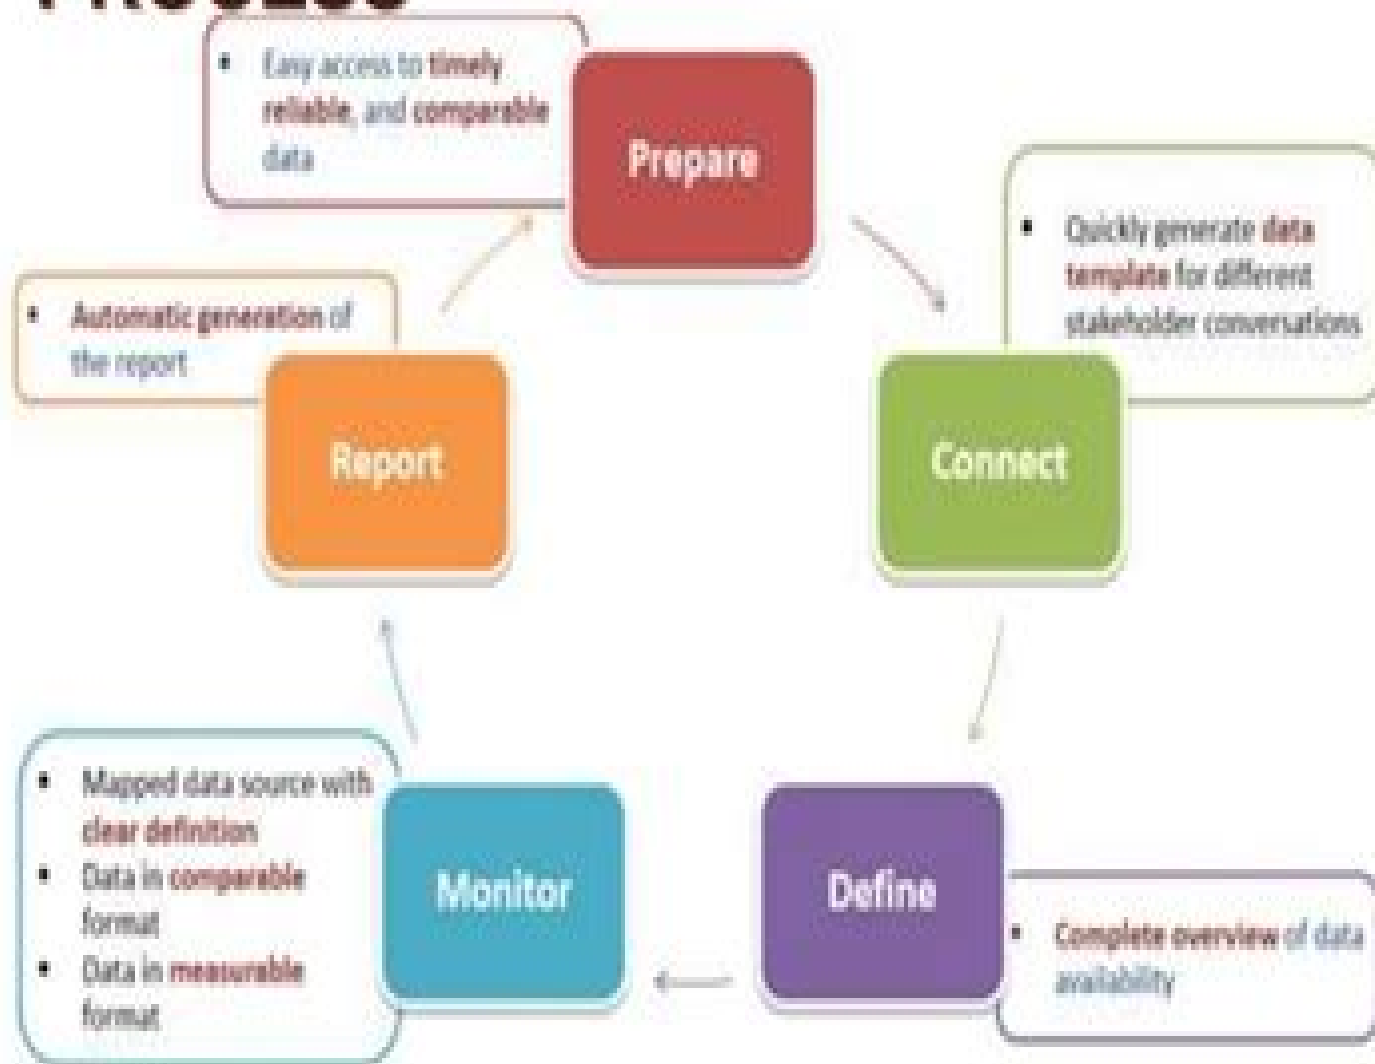 PROCESS
Easy access to timely
reliable, and comparable
data
Prepare
• Quickly generate data
template for different
stakeholder conversations
Connect
• Complete overview of data
availability
Define
• Mapped data source with
clear definition
• Data in comparable
format
• Data in measurable
format
Monitor
• Automatic generation of
the report
Report